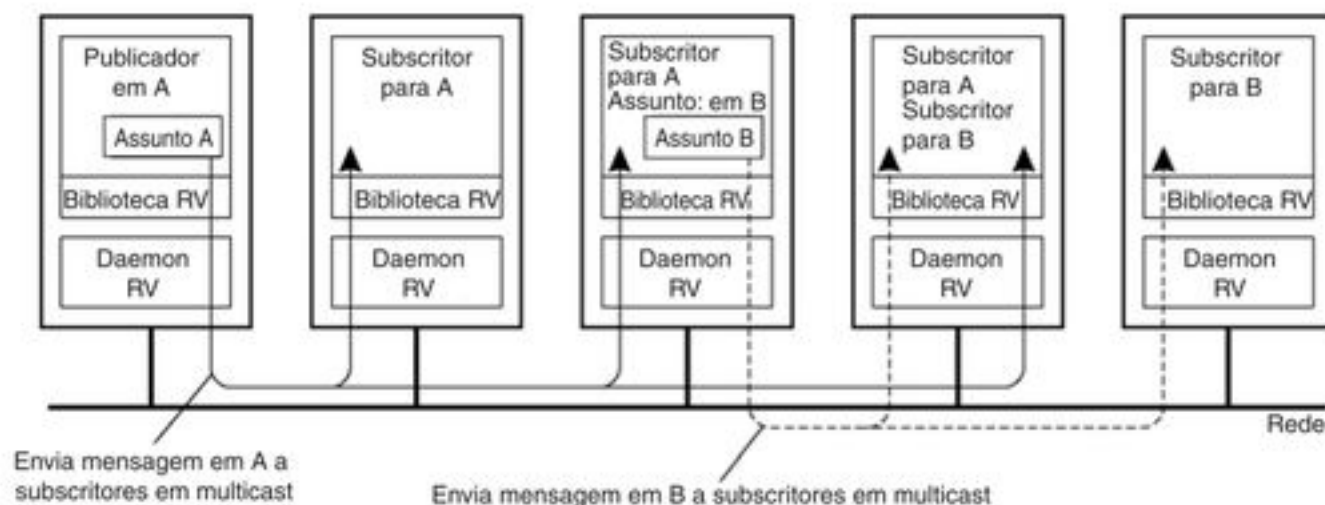 Publicador
em A
Assunto A
Biblioteca RV
Daemon
RV
Subscritor
para A
Biblioteca RV
Daemon
RV
Subscritor
para A
Assunto: em B
Assunto B
Biblioteca RV
Daemon
RV
Subscritor
para A
Subscritor
para B
Biblioteca RV
Daemon
RV
Subscritor
para B
Biblioteca RV
Daemon
RV
Rede
Envia mensagem em A a
subscritores em multicast
Envia mensagem em B a subscritores em multicast